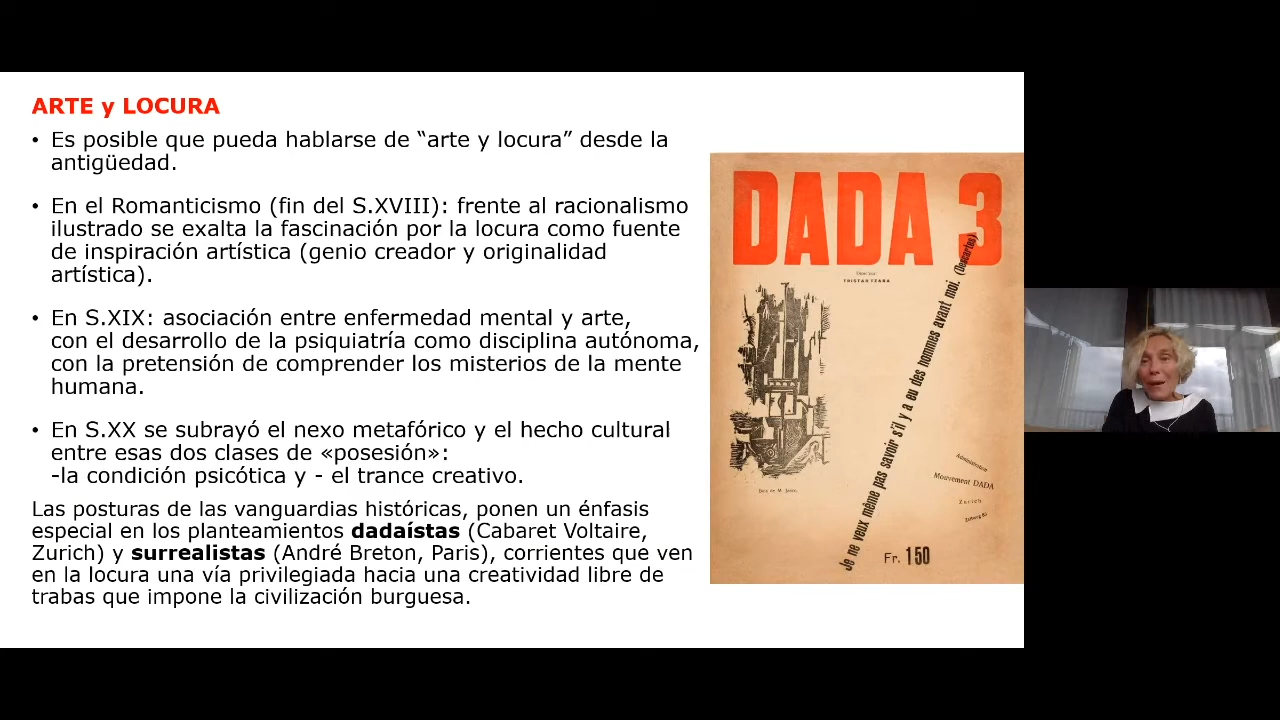 ARTE y LOCURA
• Es posible que pueda hablarse de “arte y locura” desde la
antigüedad.
• En el Romanticismo (fin del S.XVIII): frente al racionalismo
ilustrado se exalta la fascinación por la locura como fuente
de inspiración artística (genio creador y originalidad
artística).
• En S.XIX: asociación entre enfermedad mental y arte,
con el desarrollo de la psiquiatría como disciplina autónoma,
con la pretensión de comprender los misterios de la mente
humana.
• En S.XX se subrayó el nexo metafórico y el hecho cultural
entre esas dos clases de «posesión»:
-la condición psicótica y - el trance creativo.
Las posturas de las vanguardias históricas, ponen un énfasis
especial en los planteamientos dadaístas (Cabaret Voltaire,
Zurich) y surrealistas (André Breton, Paris), corrientes que ven
en la locura una vía privilegiada hacia una creatividad libre de
trabas que impone la civilización burguesa.
DADA 3
TRISTAN TZARA
Je ne veux même pas savoir s'il y a eu des hommes avant moi. (Descartes)
Bois de M. Janco.
Administration
Mouvement DADA
Zurich
Fr. 150